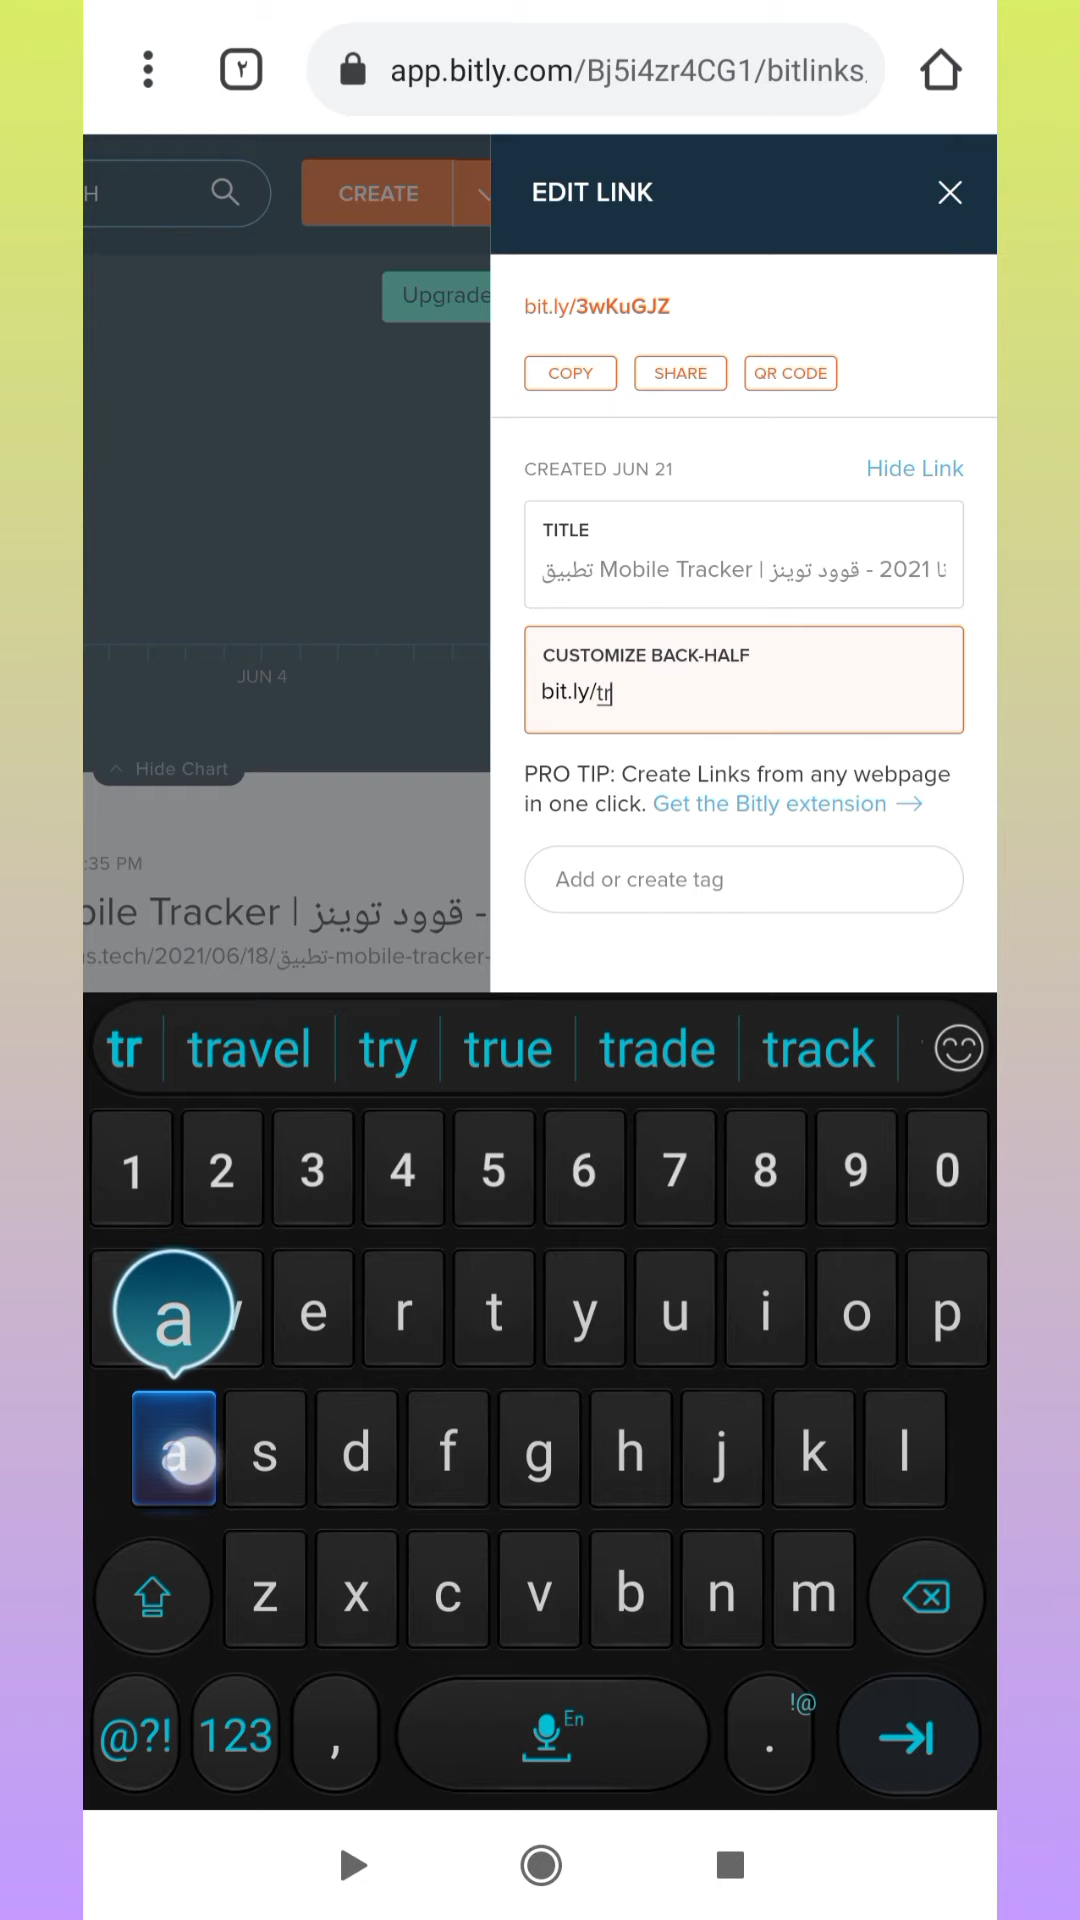 ٢
app.bitly.com/Bj5i4zr4CG1/bitlinks
H
CREATE
EDIT LINK
Upgrade
bit.ly/3wKuGJZ
COPY
SHARE
QR CODE
CREATED JUN 21
Hide Link
TITLE
تطبيق Mobile Tracker | قوود توينز - 2021 نا
CUSTOMIZE BACK-HALF
bit.ly/tr
JUN 4
Hide Chart
PRO TIP: Create Links from any webpage
in one click. Get the Bitly extension →
:35 PM
Add or create tag
bile Tracker | قوود توينز -
s.tech/2021/06/18/تطبيق-mobile-tracker-
tr travel try true trade track
1 2 3 4 5 6 7 8 9 0
a e r t y u i o p
a s d f g h j k l
z x c v b n m
@?! 123 , En . !@